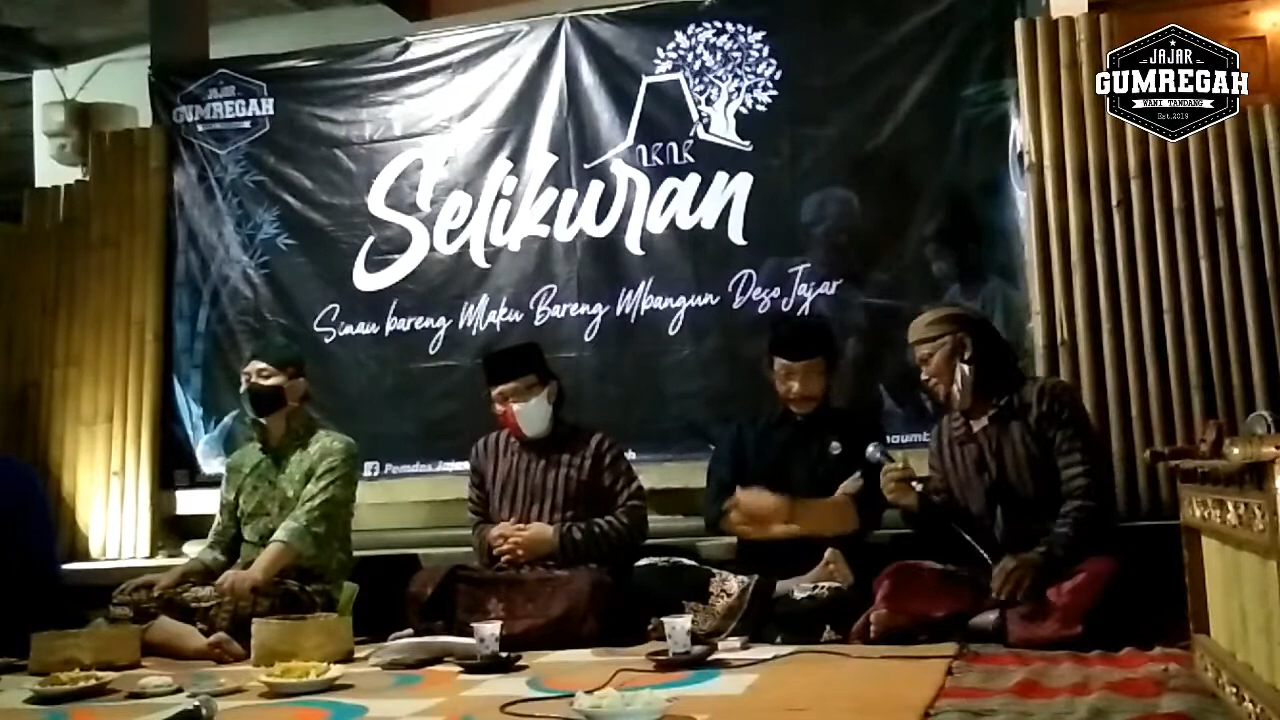 JAJAR
GUMREGAH
WANI TANDANG
Est.2019
JAJAR
GUMREGAH
Selikuran
Sinau bareng Mlaku Bareng Mbangun Deso Jajar